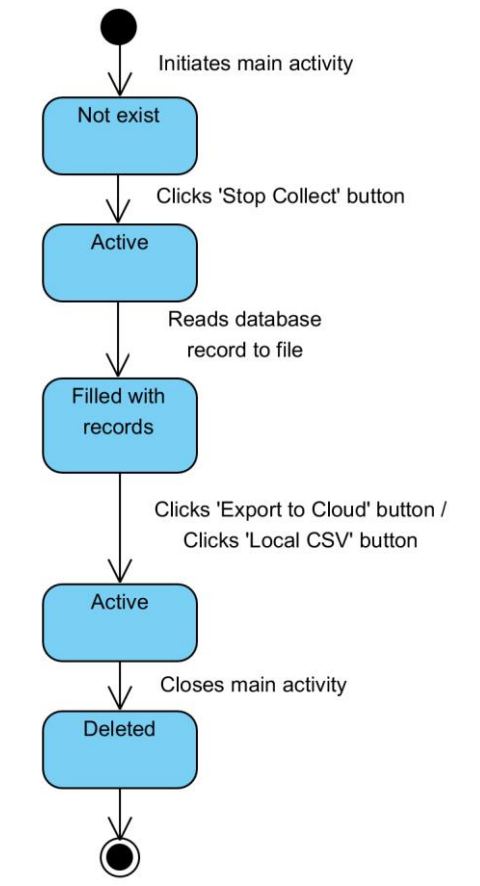 Initiates main activity
Not exist
Clicks 'Stop Collect' button
Active
Reads database
record to file
Filled with
records
Clicks 'Export to Cloud' button /
Clicks 'Local CSV' button
Active
Closes main activity
Deleted